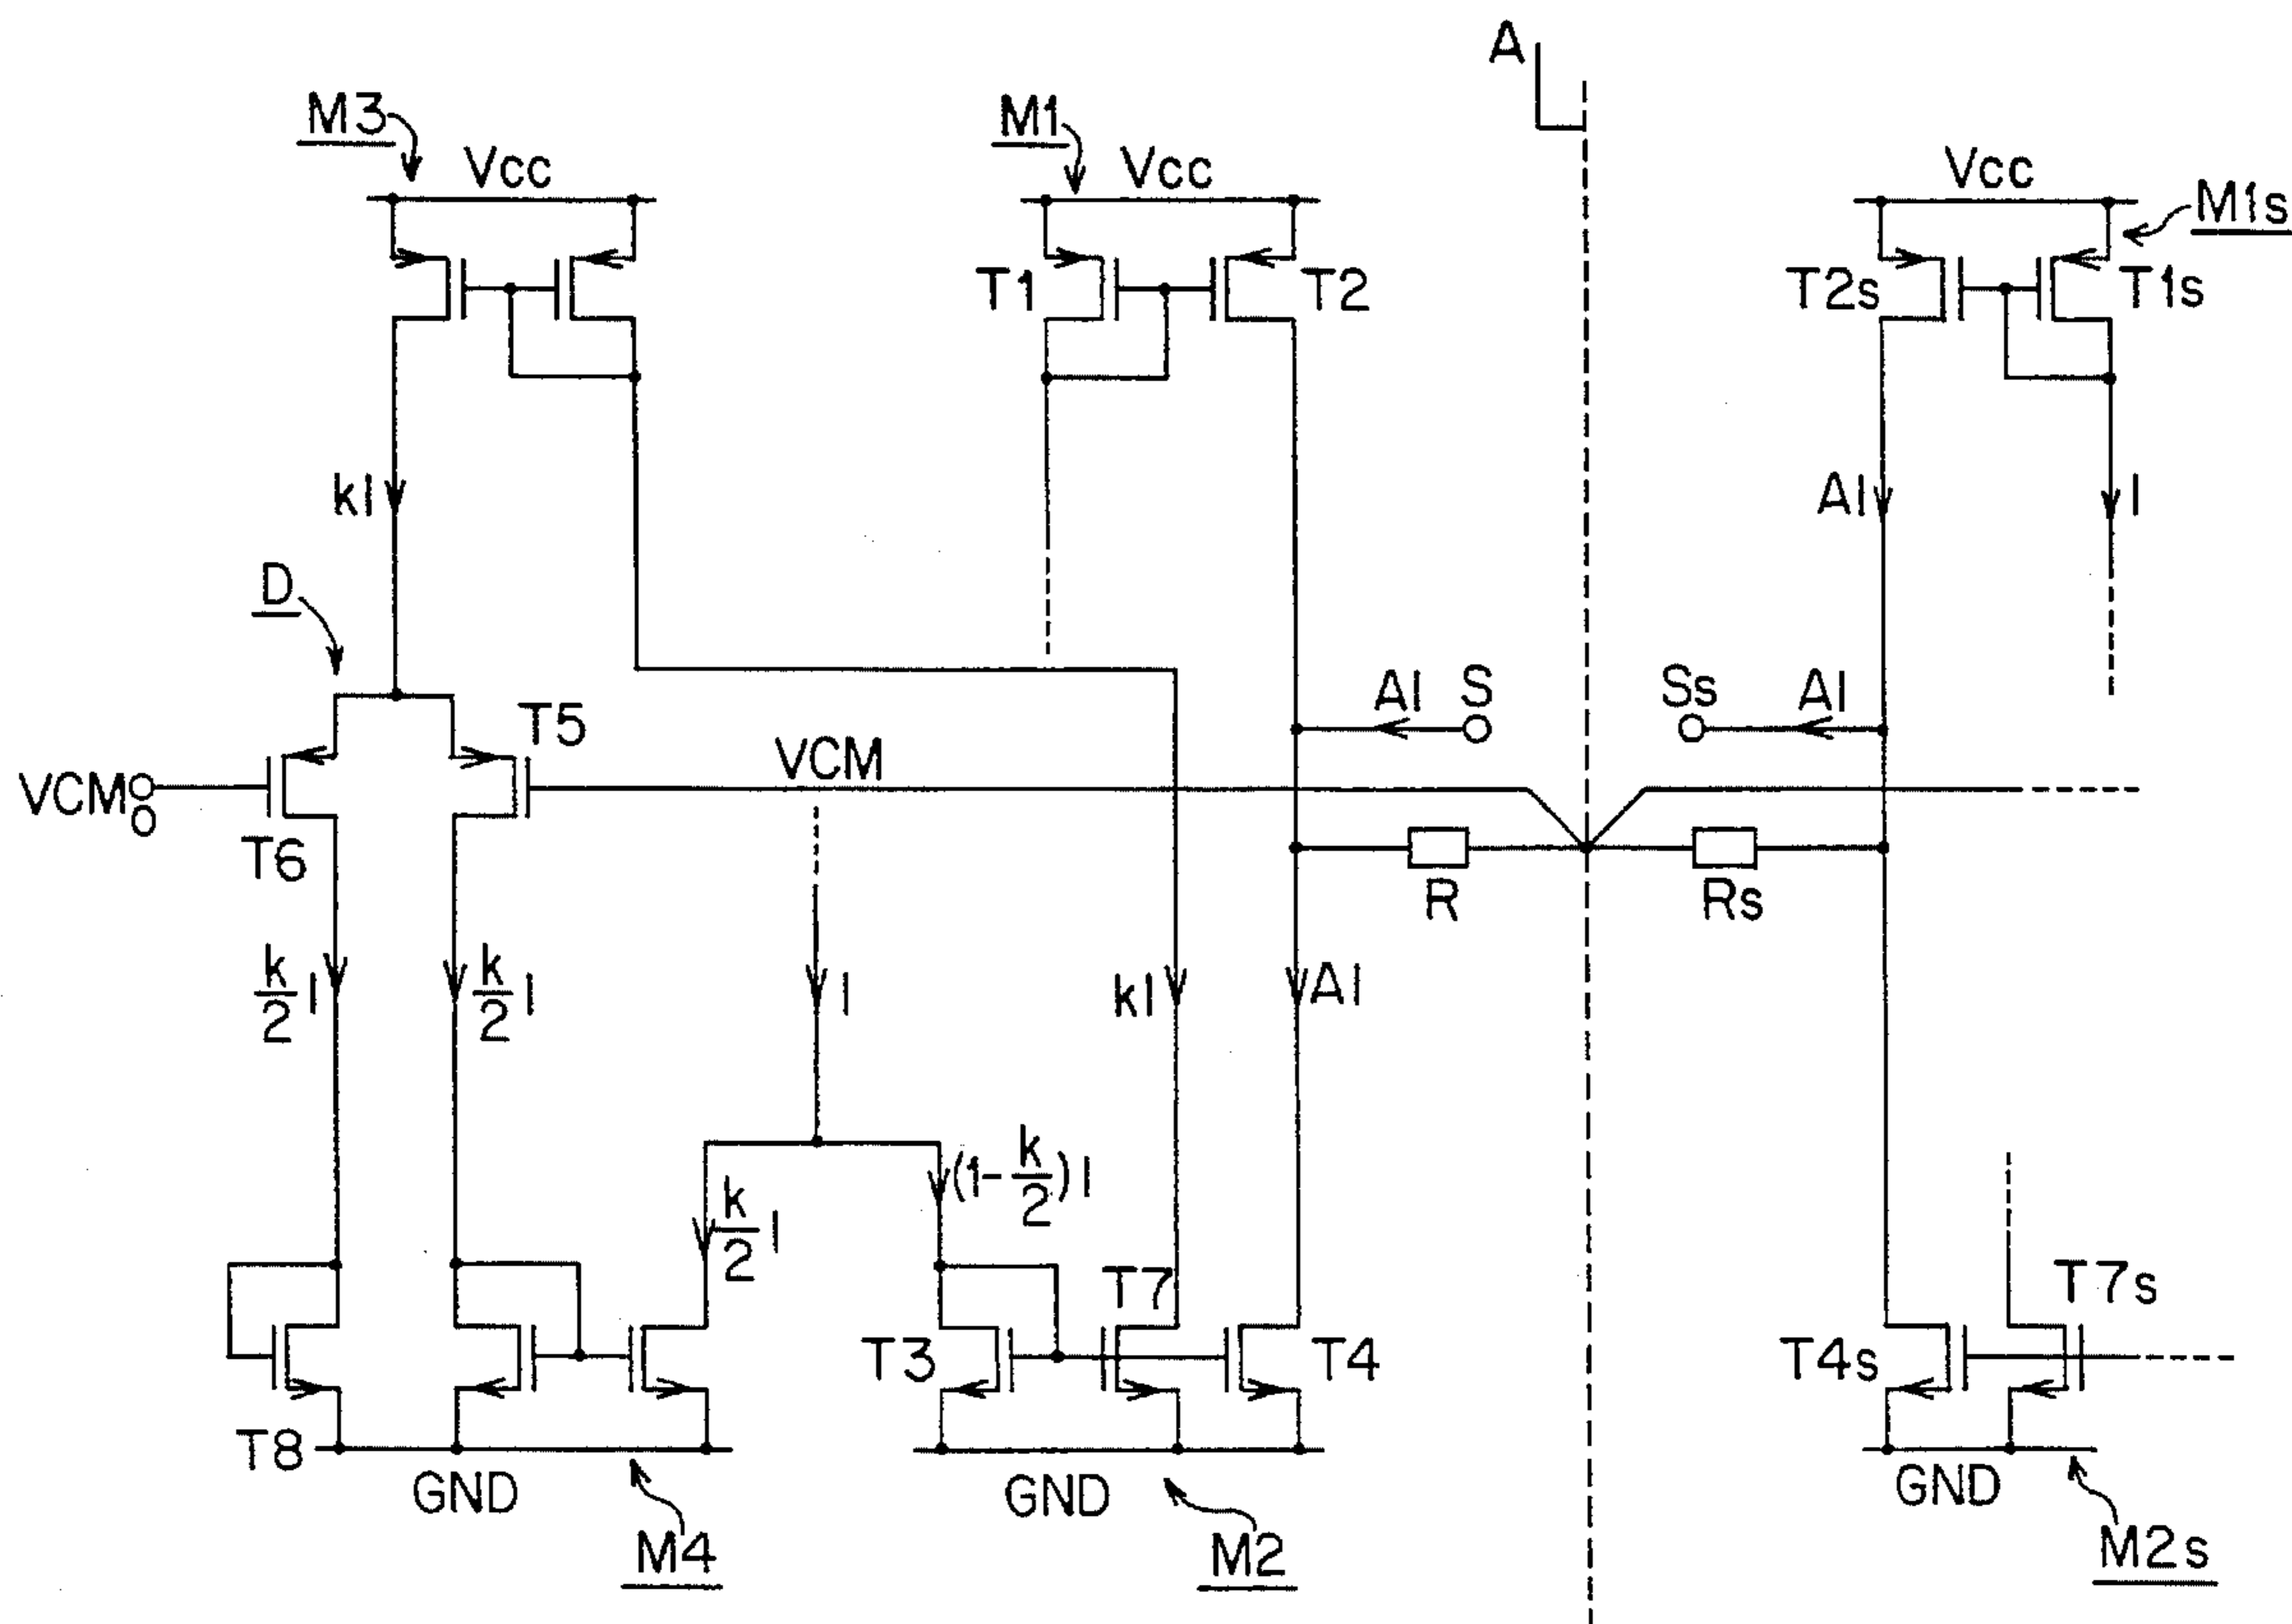 A
M3
M1
Vcc
Vcc
Vcc
M1s
T1
T2
T2s
T1s
kI
AI
I
D
T5
AI
S
Ss
AI
VCM
VCMo
T6
R
Rs
k/2 I
k/2 I
I
kI
AI
(1-k/2)I
k/2 I
T7
T7s
T3
T4
T4s
T8
GND
GND
GND
M4
M2
M2s